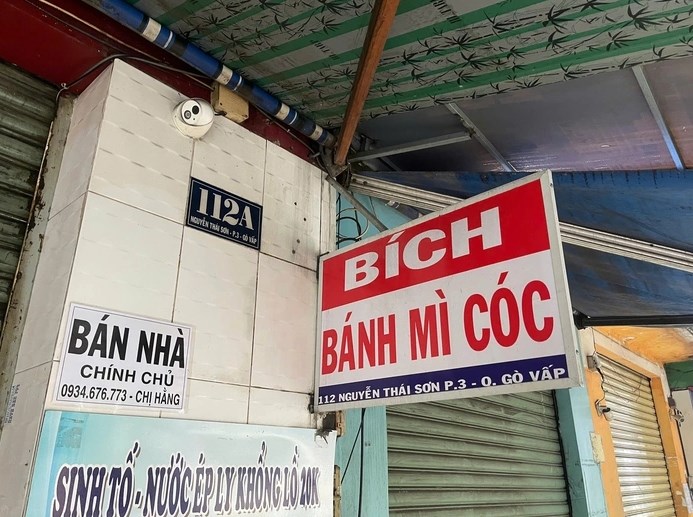 112A
NGUYỄN THÁI SƠN - P.3 - GÒ VẤP
BÍCH
BÁNH MÌ CÓC
112 NGUYỄN THÁI SƠN P.3 - Q. GÒ VẤP
BÁN NHÀ
CHÍNH CHỦ
0934.676.773 - CHỊ HẰNG
SINH TỐ - NƯỚC ÉP LY KHỔNG LỒ 20K